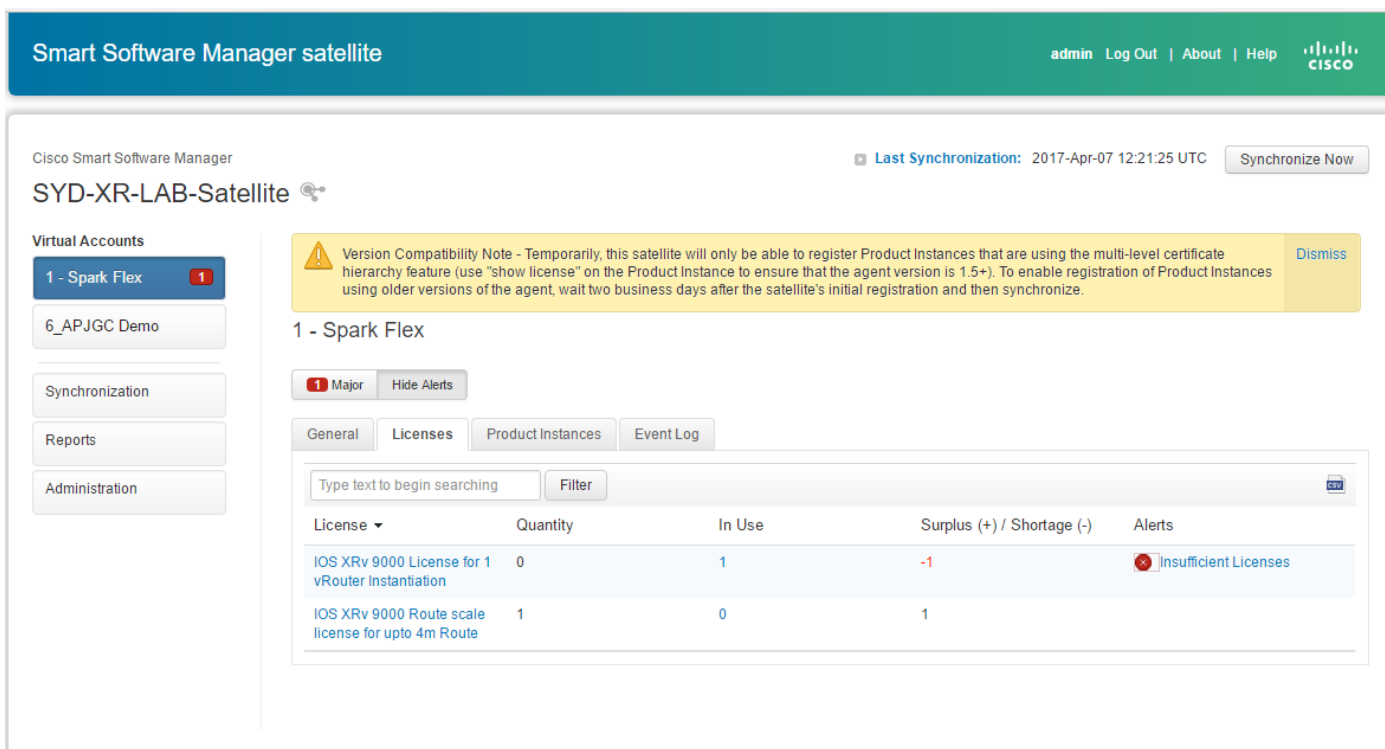 Smart Software Manager satellite
admin Log Out | About | Help
CISCO
Cisco Smart Software Manager
Last Synchronization: 2017-Apr-07 12:21:25 UTC
Synchronize Now
SYD-XR-LAB-Satellite
Virtual Accounts
1 - Spark Flex 1
6_APJGC Demo
Synchronization
Reports
Administration
Version Compatibility Note - Temporarily, this satellite will only be able to register Product Instances that are using the multi-level certificate
hierarchy feature (use "show license" on the Product Instance to ensure that the agent version is 1.5+). To enable registration of Product Instances
using older versions of the agent, wait two business days after the satellite's initial registration and then synchronize.
Dismiss
1 - Spark Flex
1 Major Hide Alerts
General Licenses Product Instances Event Log
Type text to begin searching Filter
CSV
License Quantity In Use Surplus (+) / Shortage (-) Alerts
IOS XRv 9000 License for 1 0 1 -1 Insufficient Licenses
vRouter Instantiation
IOS XRv 9000 Route scale 1 0 1
license for upto 4m Route